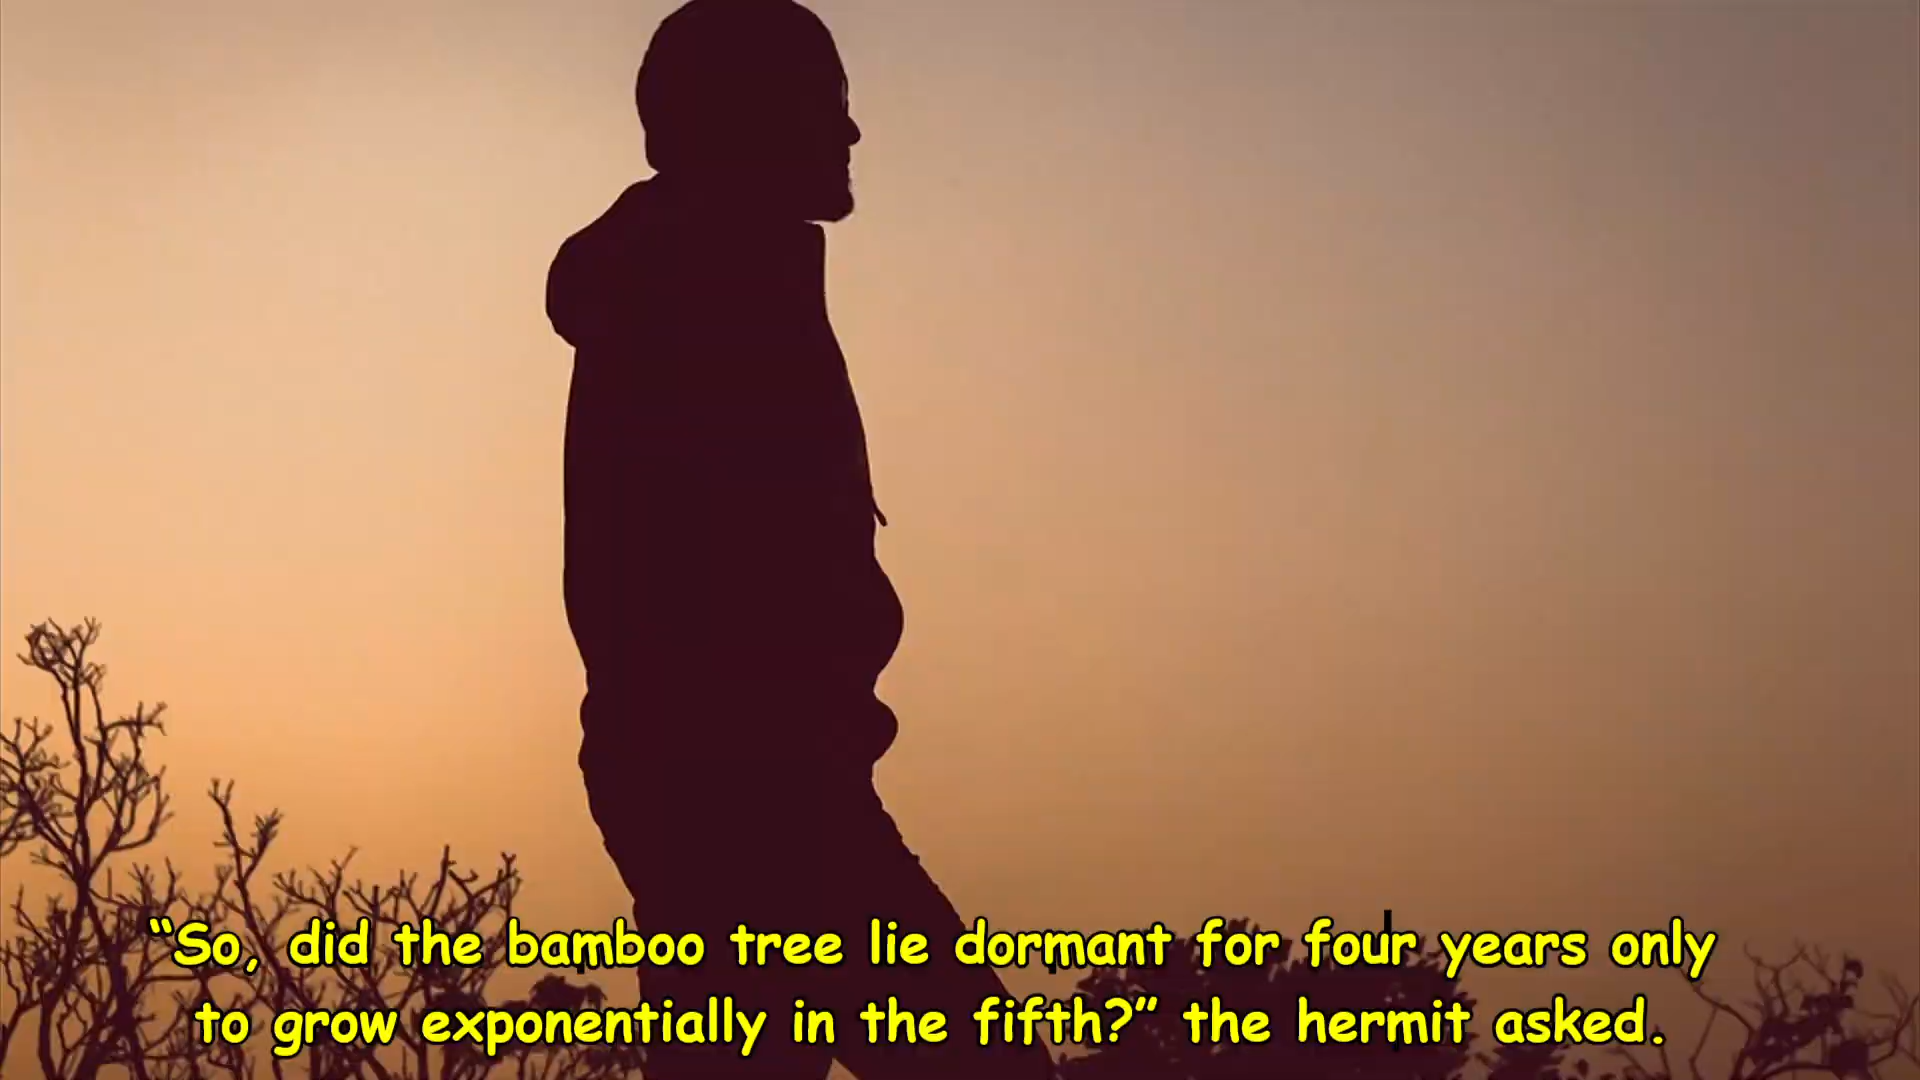 “So, did the bamboo tree lie dormant for four years only
to grow exponentially in the fifth?” the hermit asked.